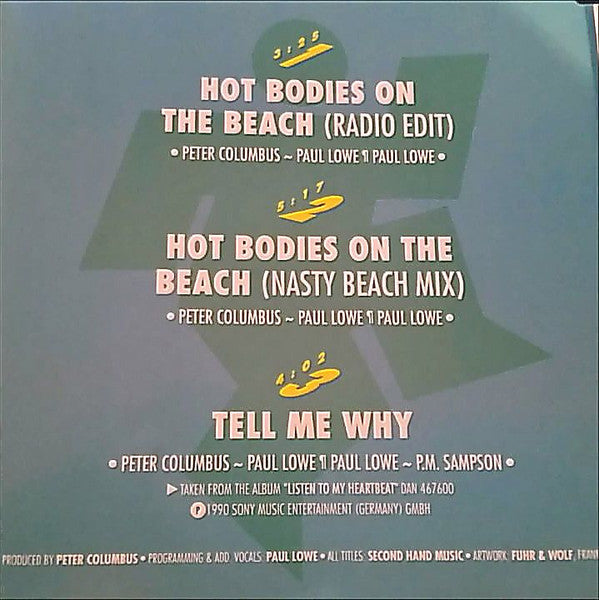 3:25
1
HOT BODIES ON
THE BEACH (RADIO EDIT)
• PETER COLUMBUS ~ PAUL LOWE ¶ PAUL LOWE •
5:17
2
HOT BODIES ON THE
BEACH (NASTY BEACH MIX)
• PETER COLUMBUS ~ PAUL LOWE ¶ PAUL LOWE •
4:02
3
TELL ME WHY
• PETER COLUMBUS ~ PAUL LOWE ¶ PAUL LOWE ~ P.M. SAMPSON •
▶ TAKEN FROM THE ALBUM "LISTEN TO MY HEARTBEAT" DAN 467600
℗ 1990 SONY MUSIC ENTERTAINMENT (GERMANY) GMBH
PRODUCED BY PETER COLUMBUS • PROGRAMMING & ADD. VOCALS: PAUL LOWE • ALL TITLES: SECOND HAND MUSIC • ARTWORK: FUHR & WOLF,